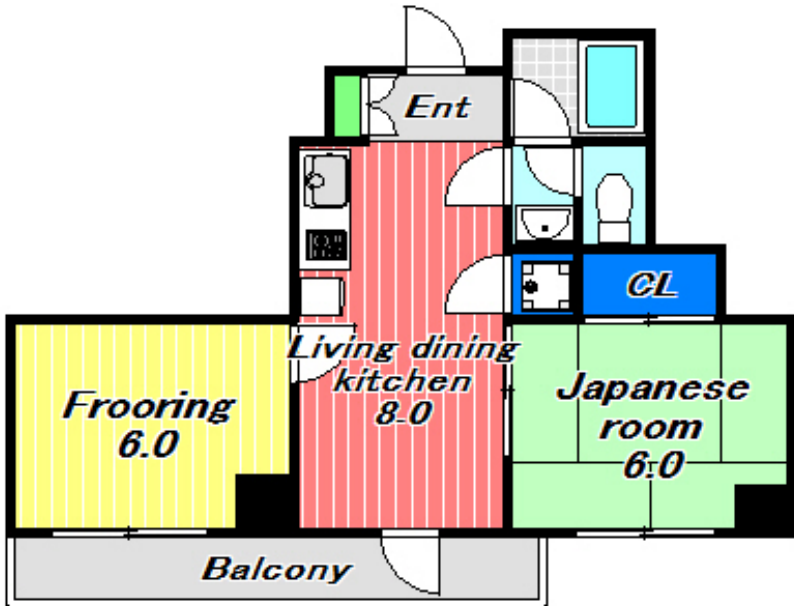 Ent
CL
Living dining
kitchen
8.0
Frooring
6.0
Japanese
room
6.0
Balcony